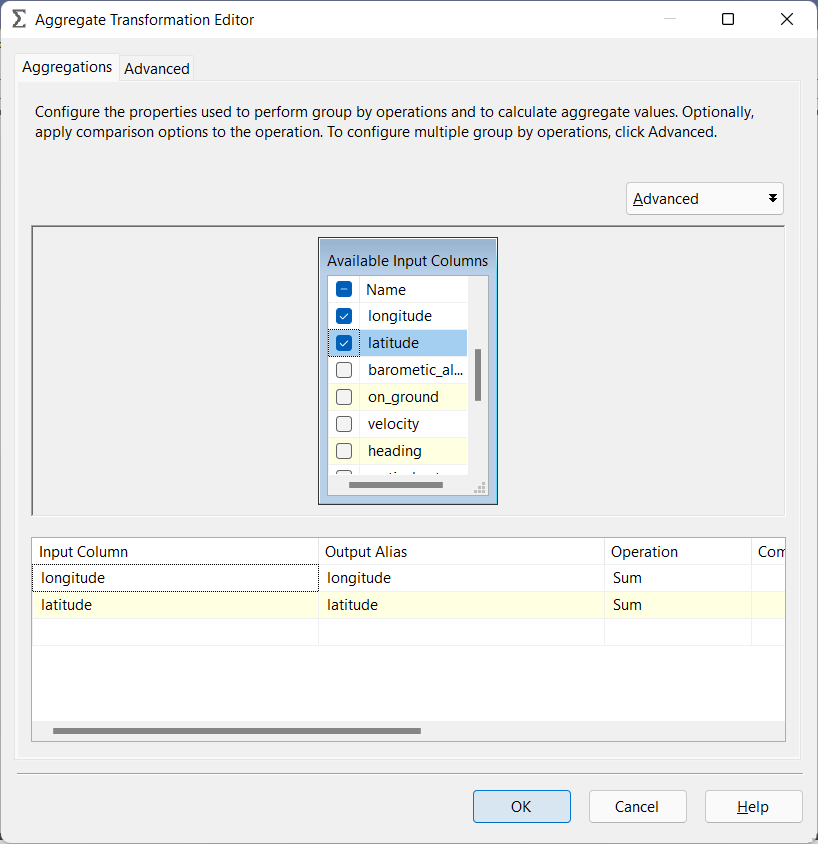 Aggregate Transformation Editor
Aggregations
Advanced
Configure the properties used to perform group by operations and to calculate aggregate values. Optionally,
apply comparison options to the operation. To configure multiple group by operations, click Advanced.
Advanced
Available Input Columns
Name
longitude
latitude
barometic_al...
on_ground
velocity
heading
Input Column Output Alias Operation Com
longitude longitude Sum
latitude latitude Sum
OK Cancel Help